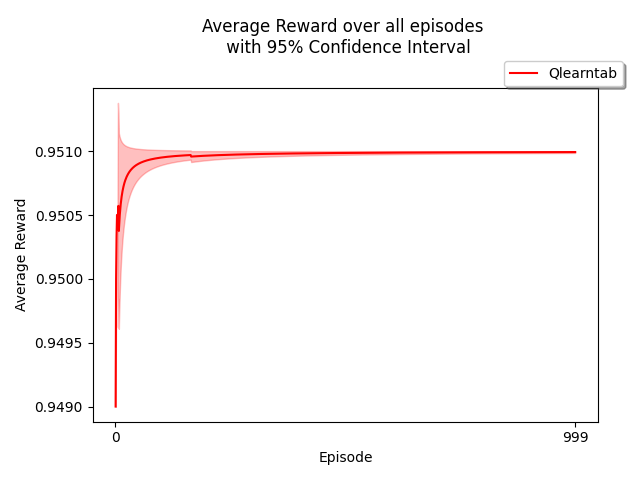 Average Reward over all episodes
with 95% Confidence Interval
Qlearntab
0.9510
0.9505
0.9500
0.9495
0.9490
Average Reward
0
999
Episode